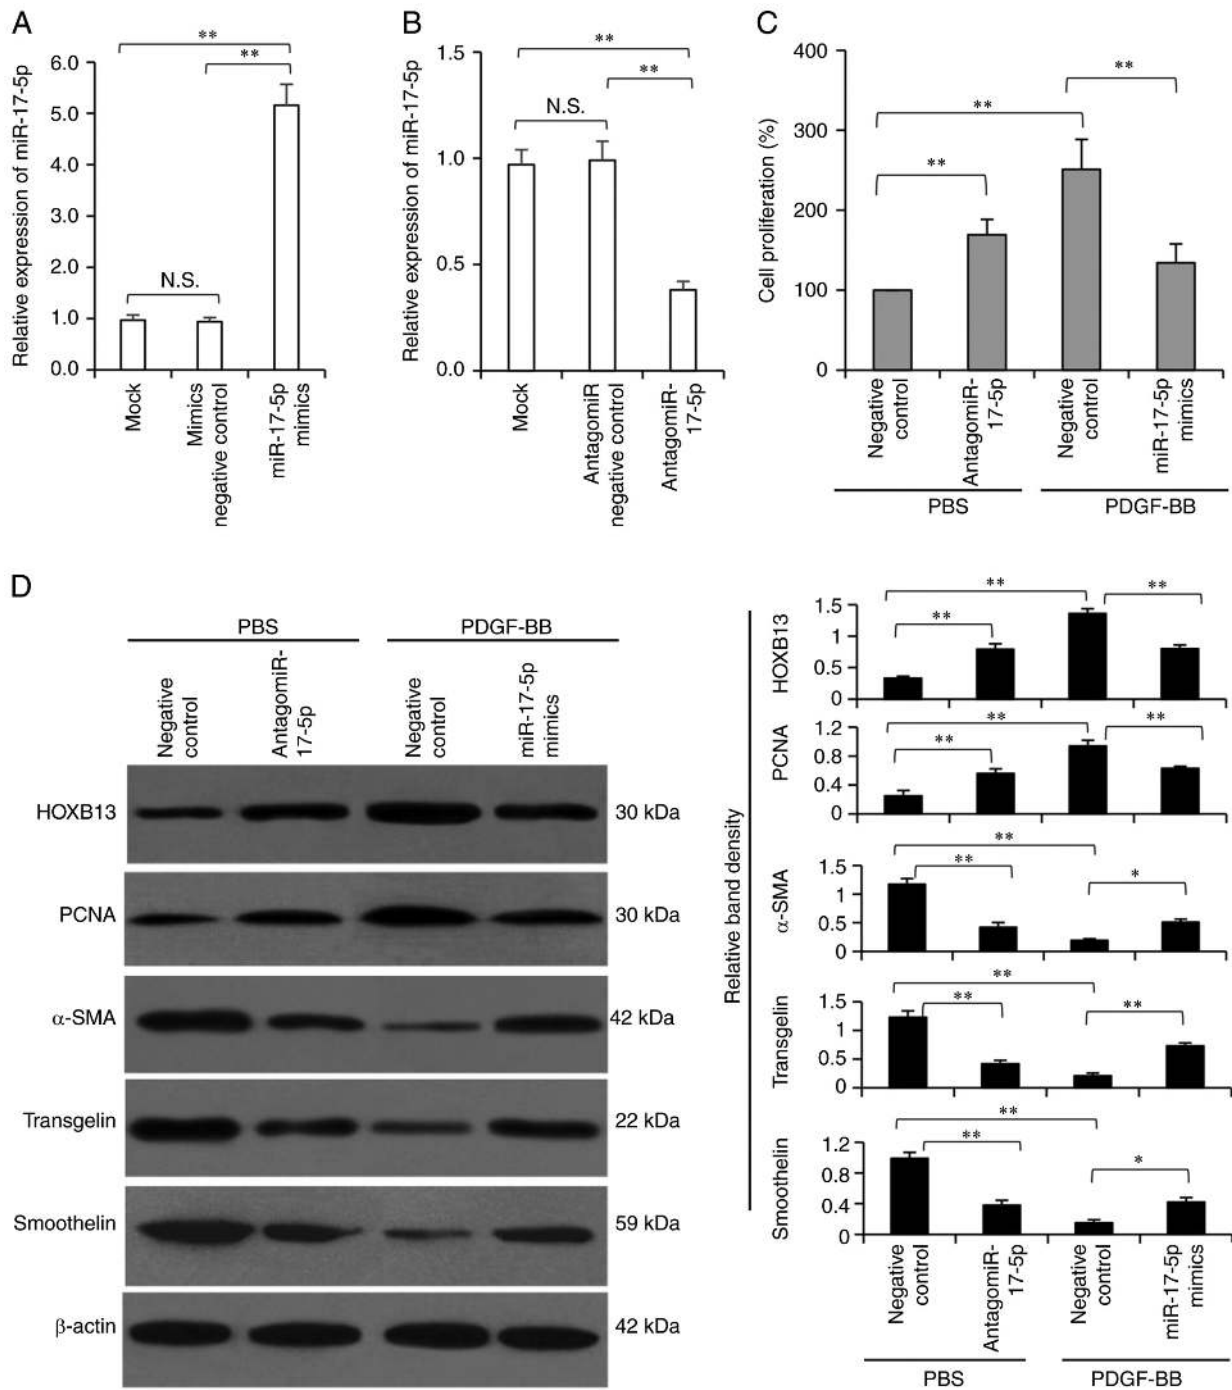 A
Relative expression of miR-17-5p
6.0
5.0
4.0
3.0
2.0
1.0
0.0
**
**
N.S.
Mock
Mimics
negative control
miR-17-5p
mimics
B
Relative expression of miR-17-5p
1.5
1.0
0.5
0.0
**
**
N.S.
Mock
AntagomiR
negative control
AntagomiR-
17-5p
C
Cell proliferation (%)
400
300
200
100
0
**
**
**
Negative
control
AntagomiR-
17-5p
Negative
control
miR-17-5p
mimics
PBS
PDGF-BB
D
PBS
PDGF-BB
Negative
control
AntagomiR-
17-5p
Negative
control
miR-17-5p
mimics
HOXB13
30 kDa
PCNA
30 kDa
α-SMA
42 kDa
Transgelin
22 kDa
Smoothelin
59 kDa
β-actin
42 kDa
Relative band density
HOXB13
1.5
1
0.5
0
**
**
**
PCNA
1.2
0.8
0.4
0
**
**
**
α-SMA
1.5
1
0.5
0
**
**
*
Transgelin
1.5
1
0.5
0
**
**
**
Smoothelin
1.2
0.8
0.4
0
**
**
*
Negative
control
AntagomiR-
17-5p
Negative
control
miR-17-5p
mimics
PBS
PDGF-BB